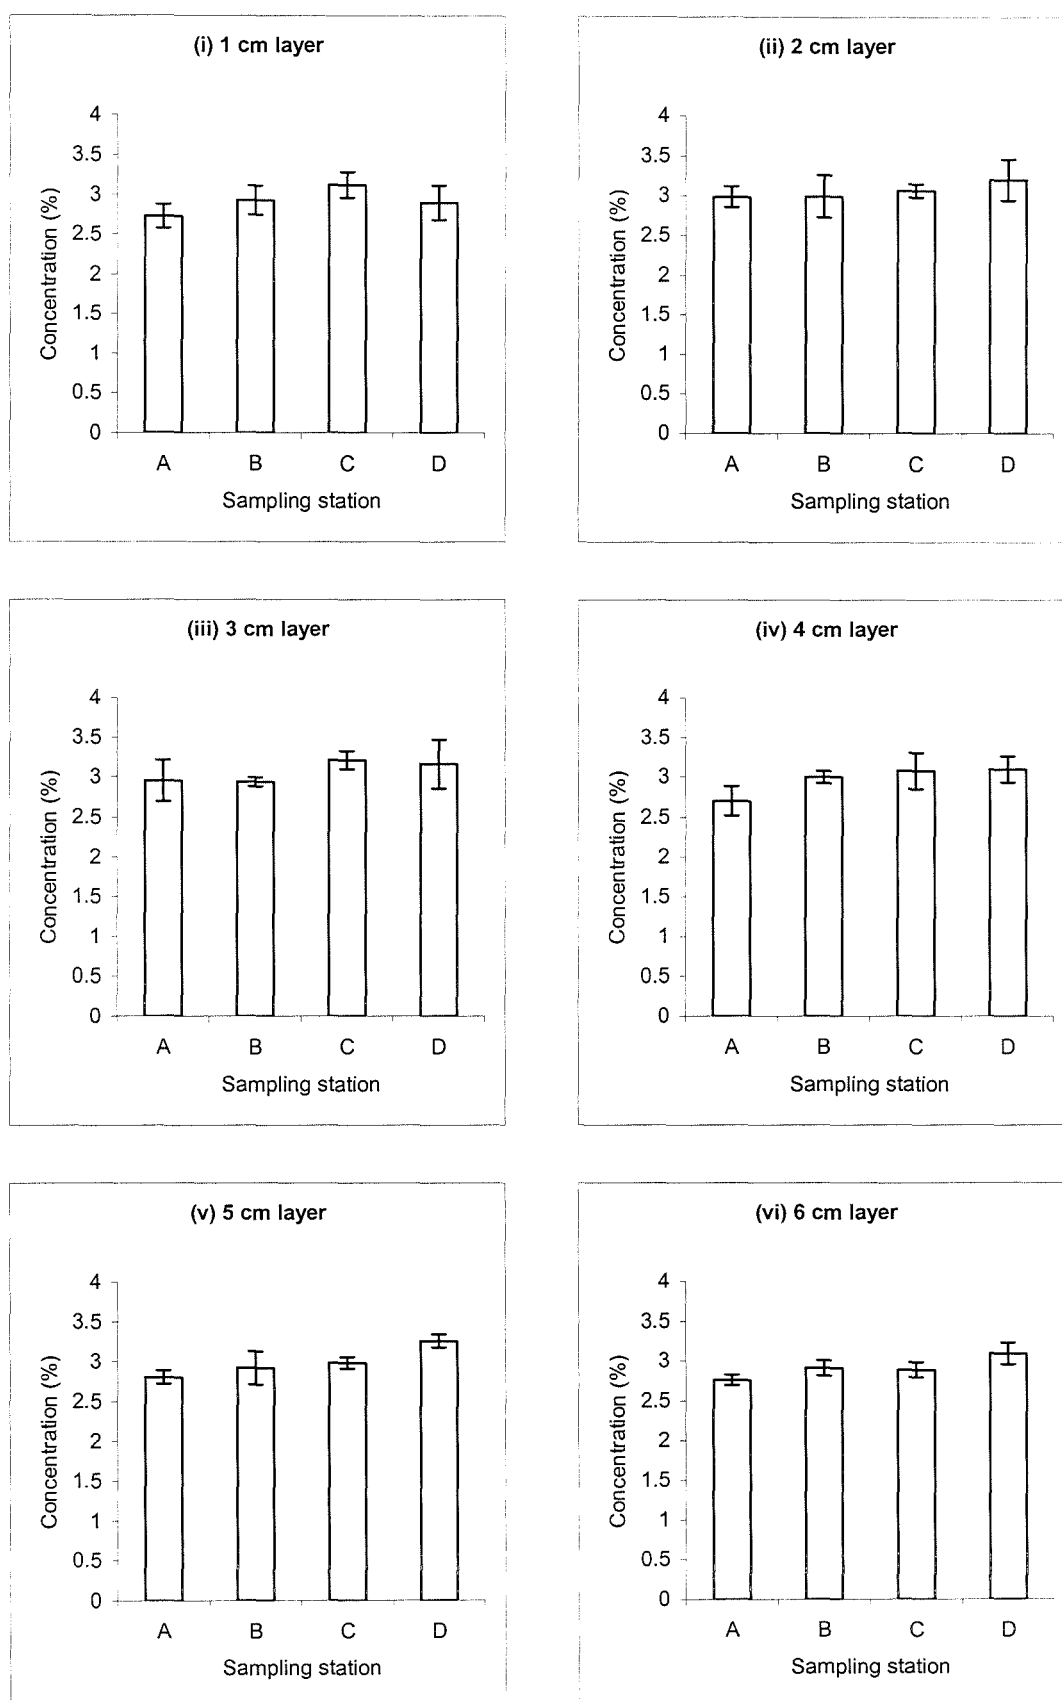 (i) 1 cm layer
4
3.5
3
2.5
2
1.5
1
0.5
0
Concentration (%)
A B C D
Sampling station
(ii) 2 cm layer
4
3.5
3
2.5
2
1.5
1
0.5
0
Concentration (%)
A B C D
Sampling station
(iii) 3 cm layer
4
3.5
3
2.5
2
1.5
1
0.5
0
Concentration (%)
A B C D
Sampling station
(iv) 4 cm layer
4
3.5
3
2.5
2
1.5
1
0.5
0
Concentration (%)
A B C D
Sampling station
(v) 5 cm layer
4
3.5
3
2.5
2
1.5
1
0.5
0
Concentration (%)
A B C D
Sampling station
(vi) 6 cm layer
4
3.5
3
2.5
2
1.5
1
0.5
0
Concentration (%)
A B C D
Sampling station